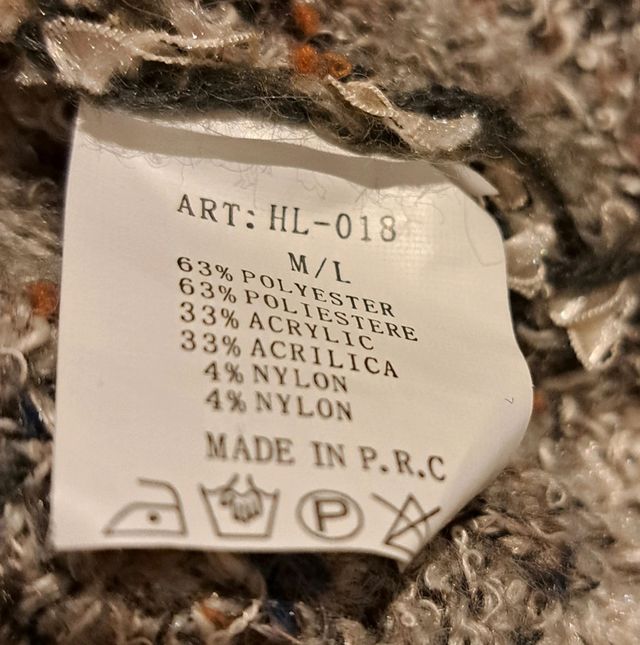 ART: HL-018
M/L
63% POLYESTER
63% POLIESTERE
33% ACRYLIC
33% ACRILICA
4% NYLON
4% NYLON
MADE IN P.R.C
P